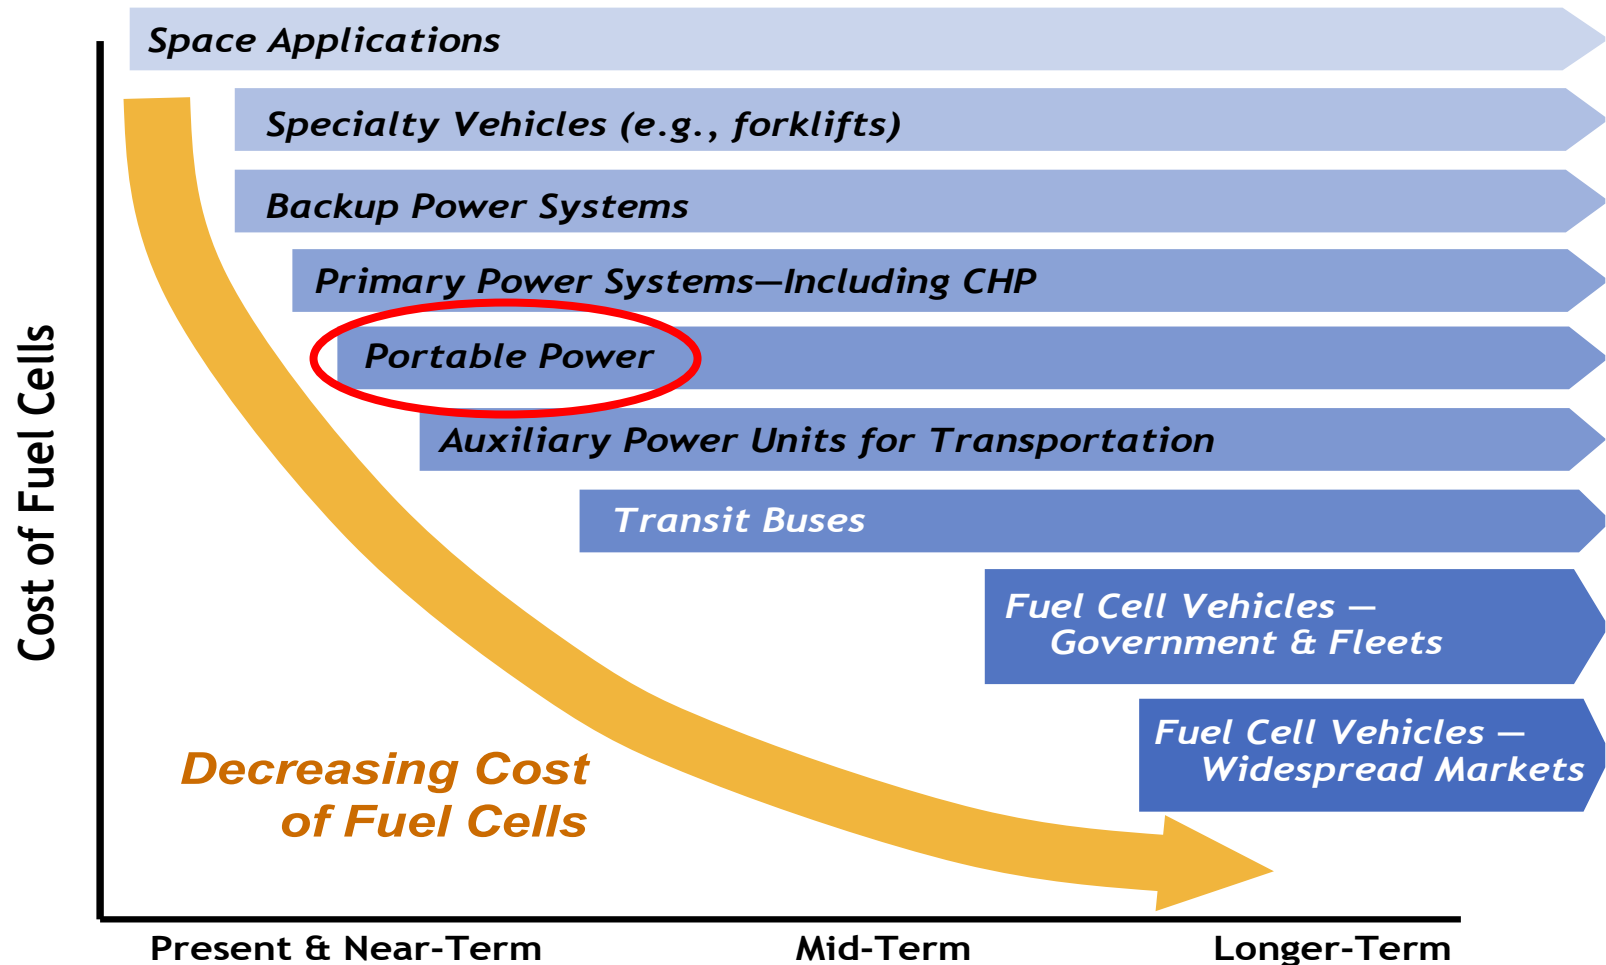 Space Applications
Specialty Vehicles (e.g., forklifts)
Backup Power Systems
Primary Power Systems—Including CHP
Portable Power
Auxiliary Power Units for Transportation
Transit Buses
Fuel Cell Vehicles —
Government & Fleets
Fuel Cell Vehicles —
Widespread Markets
Cost of Fuel Cells
Decreasing Cost
of Fuel Cells
Present & Near-Term
Mid-Term
Longer-Term